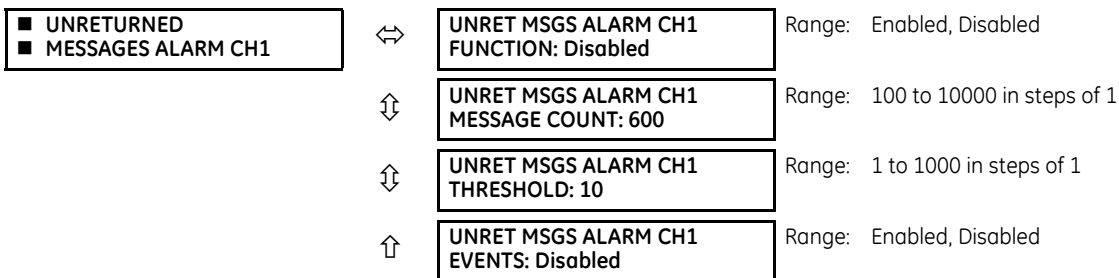 ■ UNRETURNED
■ MESSAGES ALARM CH1
UNRET MSGS ALARM CH1
FUNCTION: Disabled
Range: Enabled, Disabled
UNRET MSGS ALARM CH1
MESSAGE COUNT: 600
Range: 100 to 10000 in steps of 1
UNRET MSGS ALARM CH1
THRESHOLD: 10
Range: 1 to 1000 in steps of 1
UNRET MSGS ALARM CH1
EVENTS: Disabled
Range: Enabled, Disabled